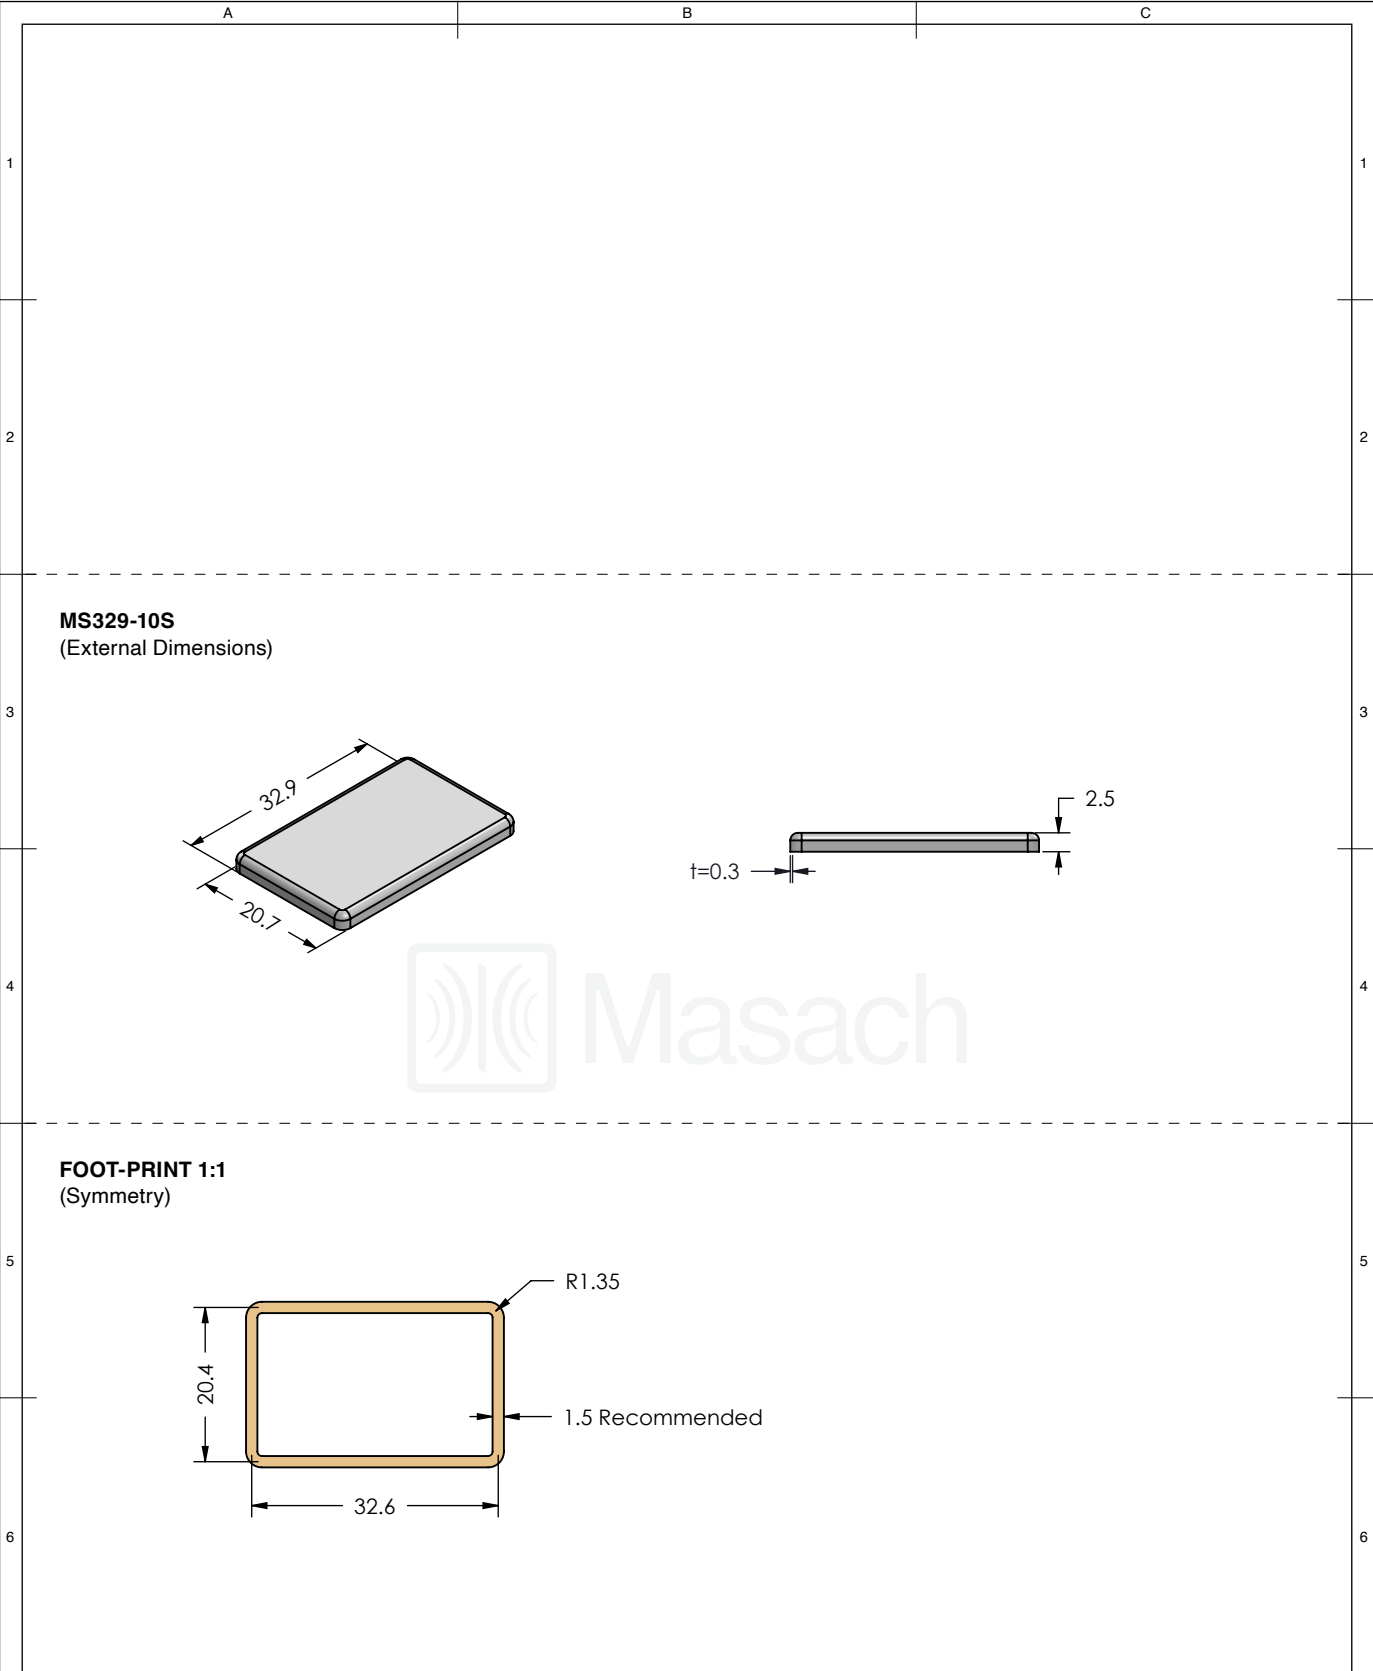 A B C
1 1
2 2
MS329-10S
(External Dimensions)
3 3
32.9
2.5
t=0.3
20.7
Masach
4 4
FOOT-PRINT 1:1
(Symmetry)
5 5
R1.35
20.4
1.5 Recommended
32.6
6 6